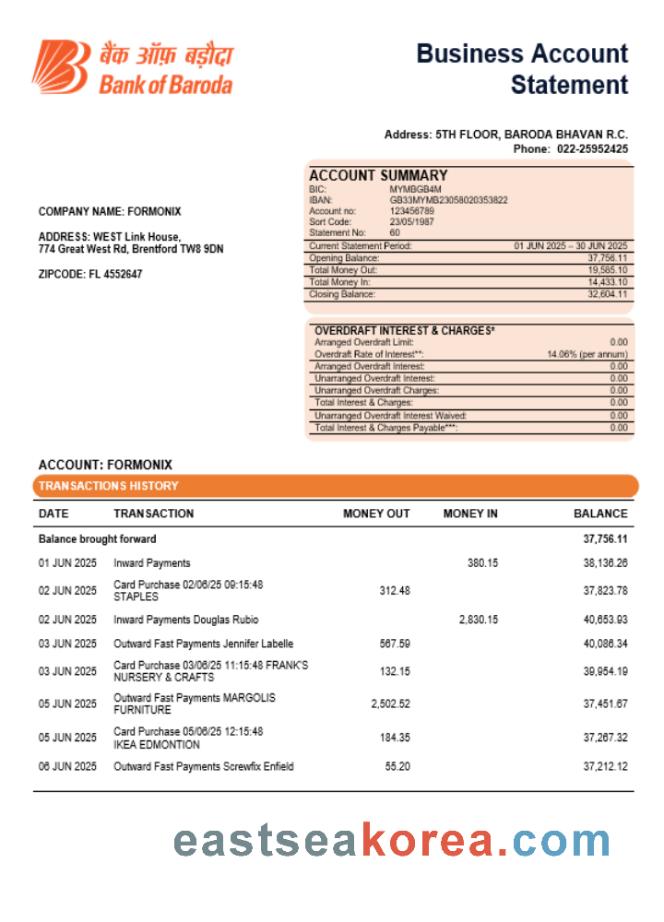 बैंक ऑफ़ बड़ौदा
Bank of Baroda
Business Account
Statement
Address: 5TH FLOOR, BARODA BHAVAN R.C.
Phone: 022-25952425
COMPANY NAME: FORMONIX
ADDRESS: WEST Link House,
774 Great West Rd, Brentford TW8 9DN
ZIPCODE: FL 4552647
ACCOUNT SUMMARY
BIC: MYMBGB4M
IBAN: GB33MYMB23058020353822
Account no: 123456789
Sort Code: 23/05/1987
Statement No: 60
Current Statement Period: 01 JUN 2025 – 30 JUN 2025
Opening Balance: 37,756.11
Total Money Out: 19,585.10
Total Money In: 14,433.10
Closing Balance: 32,604.11
OVERDRAFT INTEREST & CHARGES*
Arranged Overdraft Limit: 0.00
Overdraft Rate of Interest**: 14.06% (per annum)
Arranged Overdraft Interest: 0.00
Unarranged Overdraft Interest: 0.00
Unarranged Overdraft Charges: 0.00
Total Interest & Charges: 0.00
Unarranged Overdraft Interest Waived: 0.00
Total Interest & Charges Payable***: 0.00
ACCOUNT: FORMONIX
TRANSACTIONS HISTORY
DATE TRANSACTION MONEY OUT MONEY IN BALANCE
Balance brought forward 37,756.11
01 JUN 2025 Inward Payments 380.15 38,136.26
02 JUN 2025 Card Purchase 02/06/25 09:15:48 STAPLES 312.48 37,823.78
02 JUN 2025 Inward Payments Douglas Rubio 2,830.15 40,653.93
03 JUN 2025 Outward Fast Payments Jennifer Labelle 567.59 40,086.34
03 JUN 2025 Card Purchase 03/06/25 11:15:48 FRANK'S NURSERY & CRAFTS 132.15 39,954.19
05 JUN 2025 Outward Fast Payments MARGOLIS FURNITURE 2,502.52 37,451.67
05 JUN 2025 Card Purchase 05/06/25 12:15:48 IKEA EDMONTION 184.35 37,267.32
06 JUN 2025 Outward Fast Payments Screwfix Enfield 55.20 37,212.12
eastseakorea.com